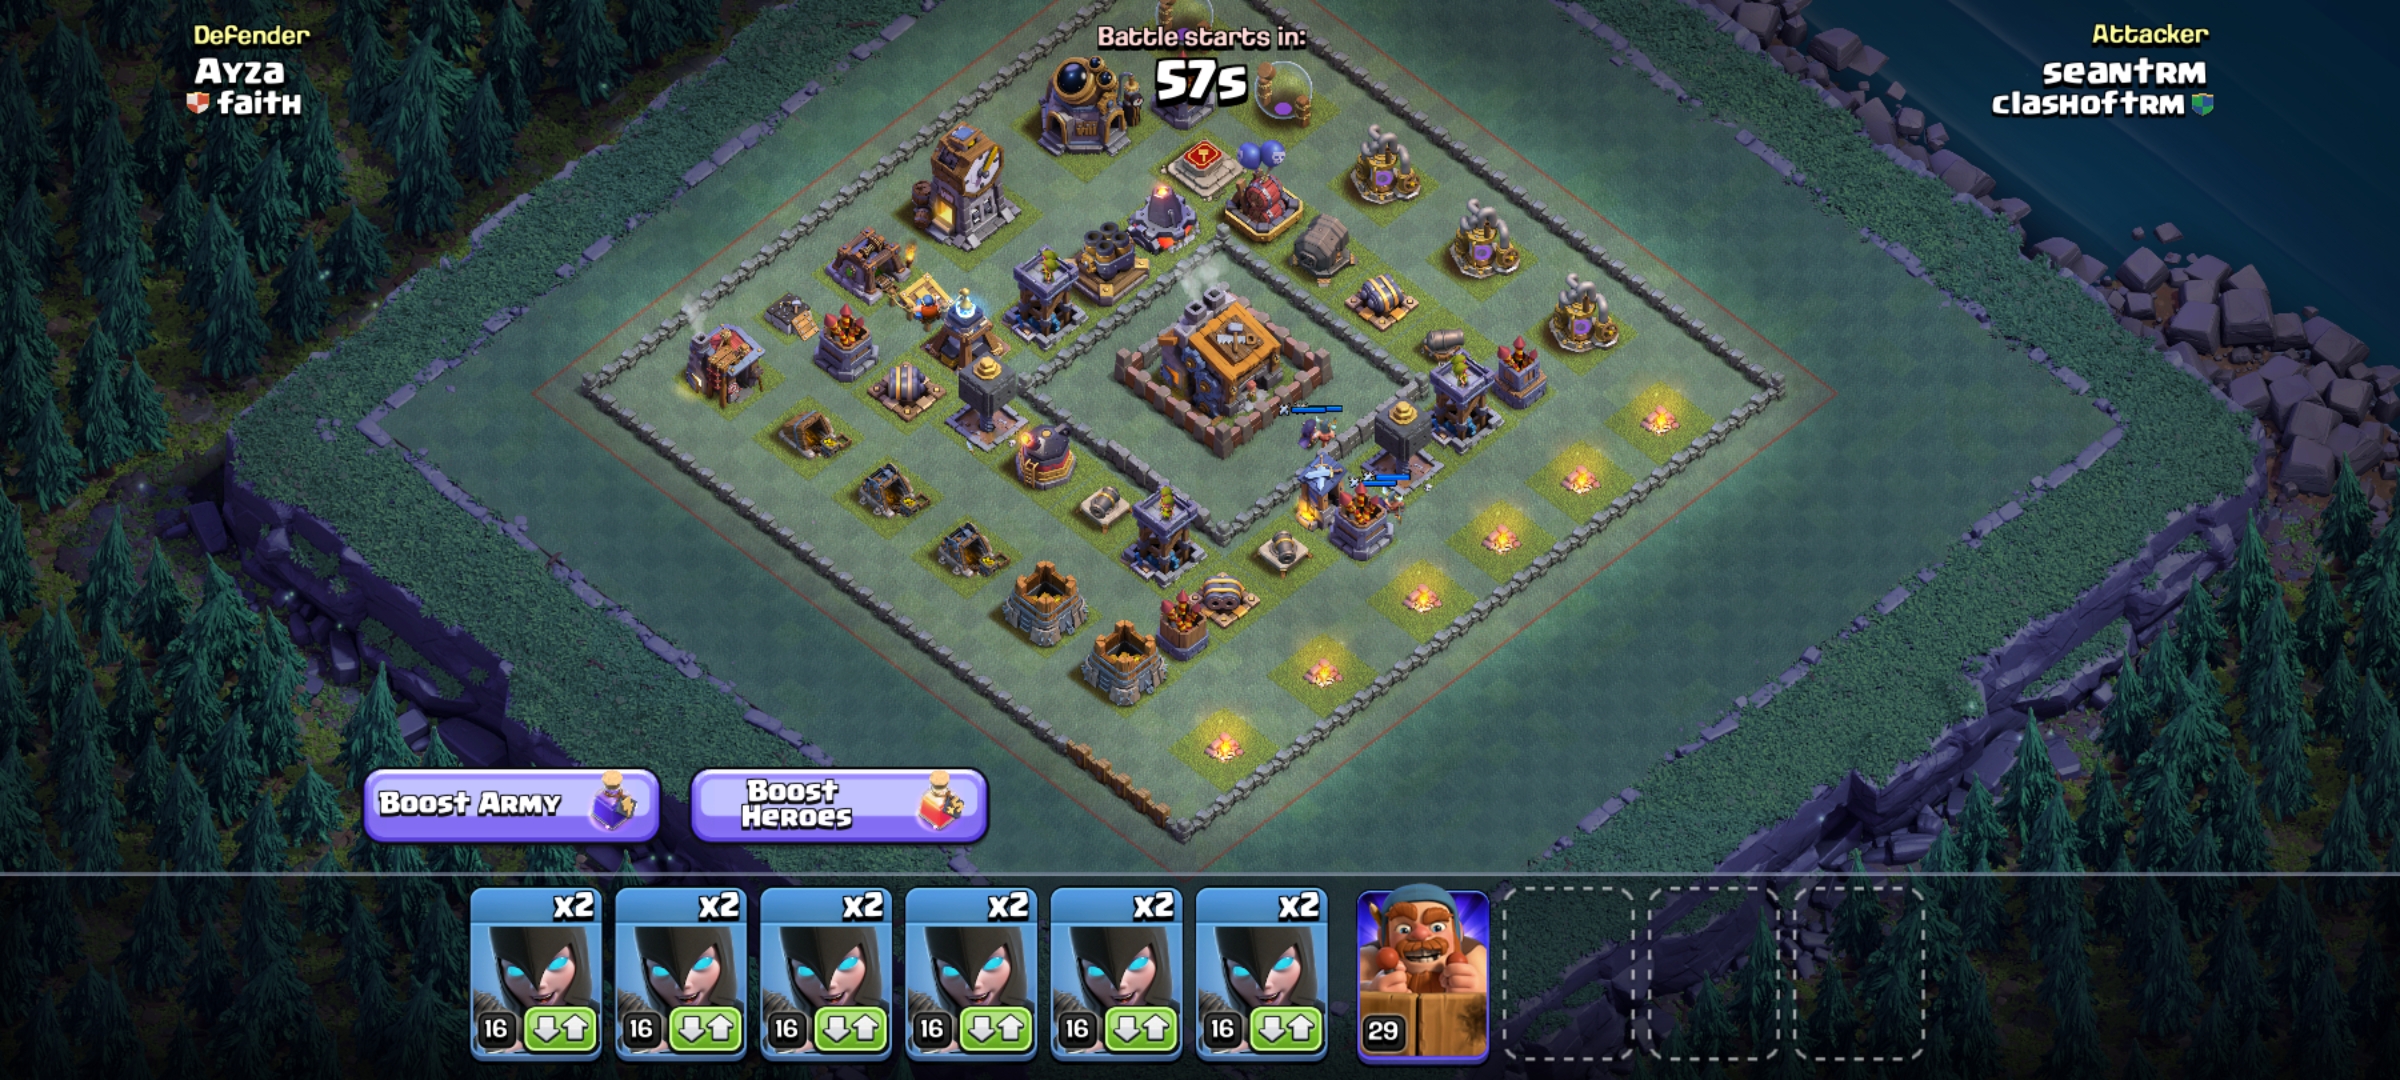 Defender
Ayza
faith
Battle starts in:
57s
Attacker
seantRM
clashoftRM
Boost Army
Boost
Heroes
x2
x2
x2
x2
x2
x2
16
16
16
16
16
16
29